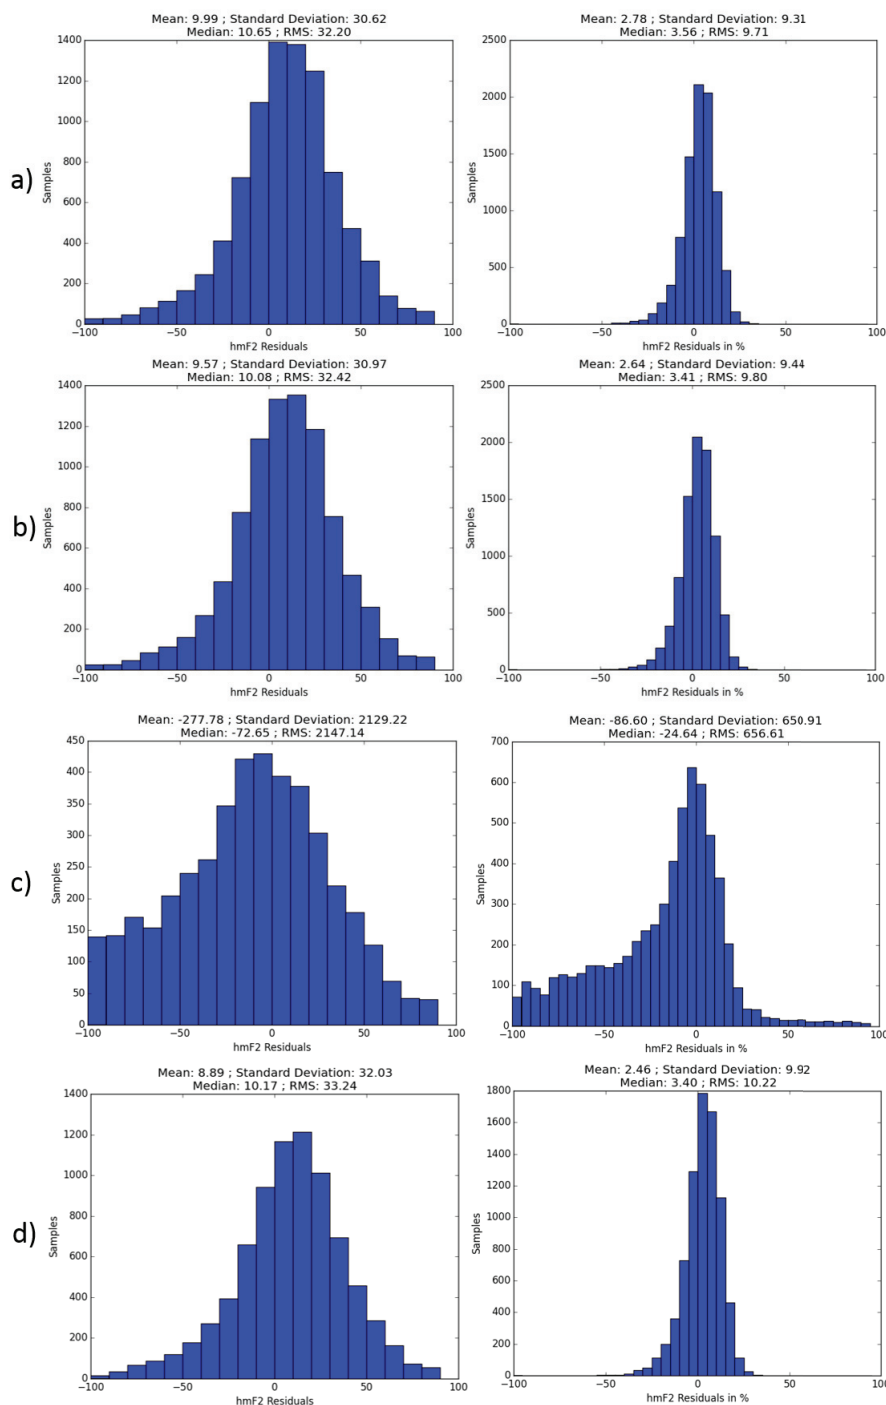 Mean: 9.99 ; Standard Deviation: 30.62
Median: 10.65 ; RMS: 32.20
1400
1200
1000
800
600
400
200
0
Samples
−100
−50
0
50
100
hmF2 Residuals
Mean: 2.78 ; Standard Deviation: 9.31
Median: 3.56 ; RMS: 9.71
2500
2000
1500
1000
500
0
Samples
−100
−50
0
50
100
hmF2 Residuals in %
a)
Mean: 9.57 ; Standard Deviation: 30.97
Median: 10.08 ; RMS: 32.42
1400
1200
1000
800
600
400
200
0
Samples
−100
−50
0
50
100
hmF2 Residuals
Mean: 2.64 ; Standard Deviation: 9.44
Median: 3.41 ; RMS: 9.80
2500
2000
1500
1000
500
0
Samples
−100
−50
0
50
100
hmF2 Residuals in %
b)
Mean: -277.78 ; Standard Deviation: 2129.22
Median: -72.65 ; RMS: 2147.14
450
400
350
300
250
200
150
100
50
0
Samples
−100
−50
0
50
100
hmF2 Residuals
Mean: -86.60 ; Standard Deviation: 650.91
Median: -24.64 ; RMS: 656.61
700
600
500
400
300
200
100
0
Samples
−100
−50
0
50
100
hmF2 Residuals in %
c)
Mean: 8.89 ; Standard Deviation: 32.03
Median: 10.17 ; RMS: 33.24
1400
1200
1000
800
600
400
200
0
Samples
−100
−50
0
50
100
hmF2 Residuals
Mean: 2.46 ; Standard Deviation: 9.92
Median: 3.40 ; RMS: 10.22
1800
1600
1400
1200
1000
800
600
400
200
0
Samples
−100
−50
0
50
100
hmF2 Residuals in %
d)